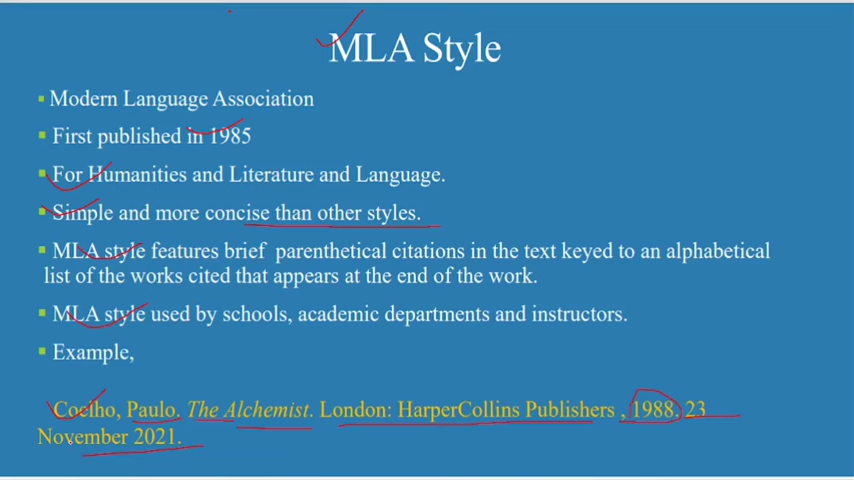 MLA Style
Modern Language Association
First published in 1985
For Humanities and Literature and Language.
Simple and more concise than other styles.
MLA style features brief parenthetical citations in the text keyed to an alphabetical
list of the works cited that appears at the end of the work.
MLA style used by schools, academic departments and instructors.
Example,
Coelho, Paulo. The Alchemist. London: HarperCollins Publishers , 1988, 23
November 2021.